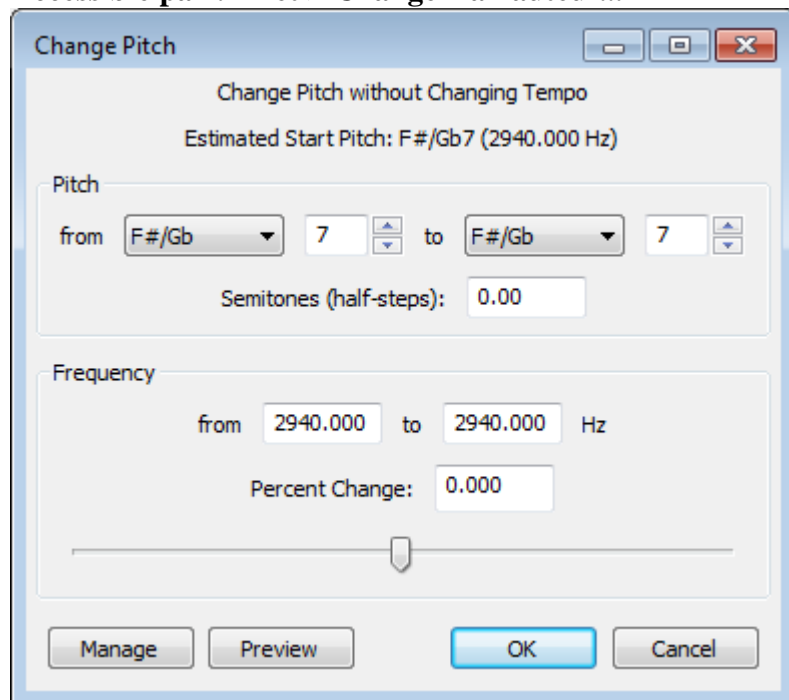 Change Pitch
Change Pitch without Changing Tempo
Estimated Start Pitch: F#/Gb7 (2940.000 Hz)
Pitch
from F#/Gb 7 to F#/Gb 7
Semitones (half-steps): 0.00
Frequency
from 2940.000 to 2940.000 Hz
Percent Change: 0.000
Manage Preview OK Cancel